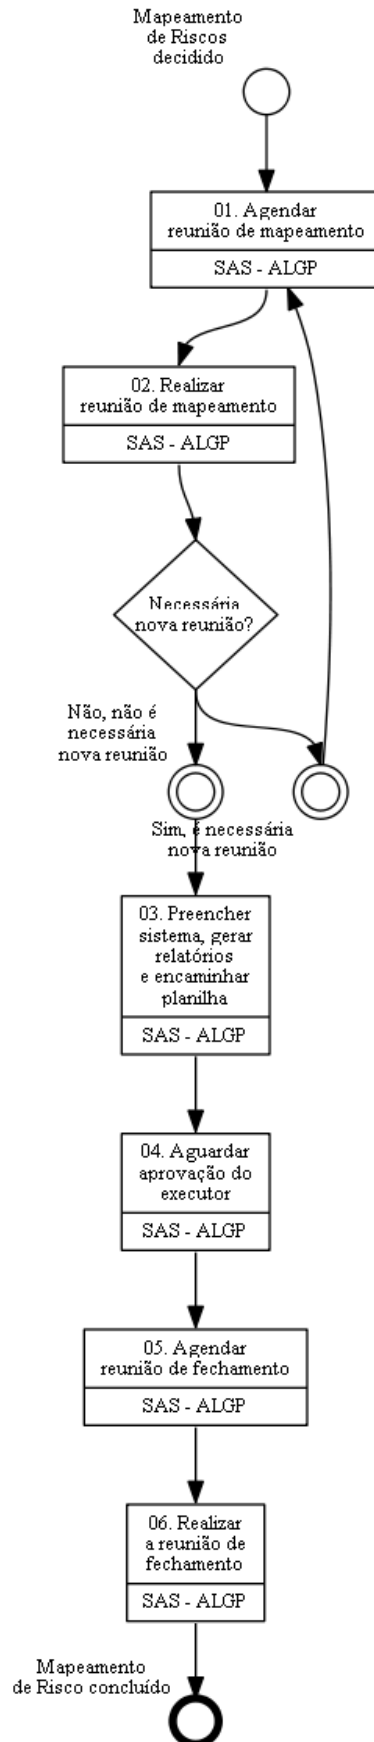 Mapeamento
de Riscos
decidido
01. Agendar
reunião de mapeamento
SAS - ALGP
02. Realizar
reunião de mapeamento
SAS - ALGP
Necessária
nova reunião?
Não, não é
necessária
nova reunião
Sim, é necessária
nova reunião
03. Preencher
sistema, gerar
relatórios
e encaminhar
planilha
SAS - ALGP
04. Aguardar
aprovação do
executor
SAS - ALGP
05. Agendar
reunião de fechamento
SAS - ALGP
06. Realizar
a reunião de
fechamento
SAS - ALGP
Mapeamento
de Risco concluído